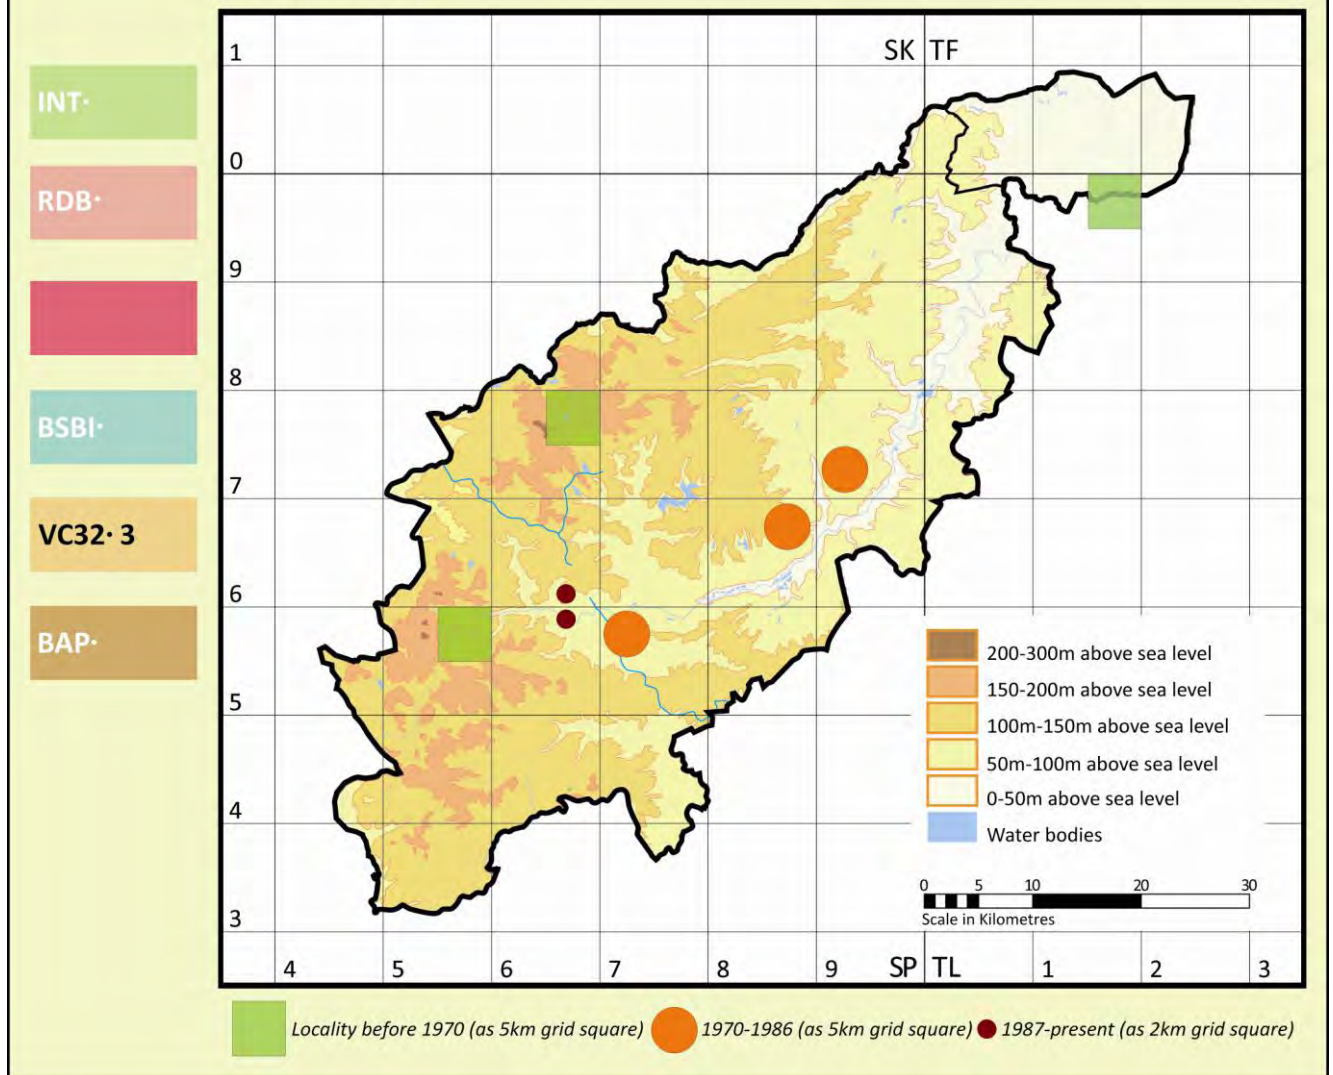 INT·
RDB·
BSBI·
VC32· 3
BAP·
SK TF
1
0
9
8
7
6
5
4
3
4 5 6 7 8 9 SP TL 1 2 3
200-300m above sea level
150-200m above sea level
100m-150m above sea level
50m-100m above sea level
0-50m above sea level
Water bodies
0 5 10 20 30
Scale in Kilometres
Locality before 1970 (as 5km grid square) 1970-1986 (as 5km grid square) 1987-present (as 2km grid square)